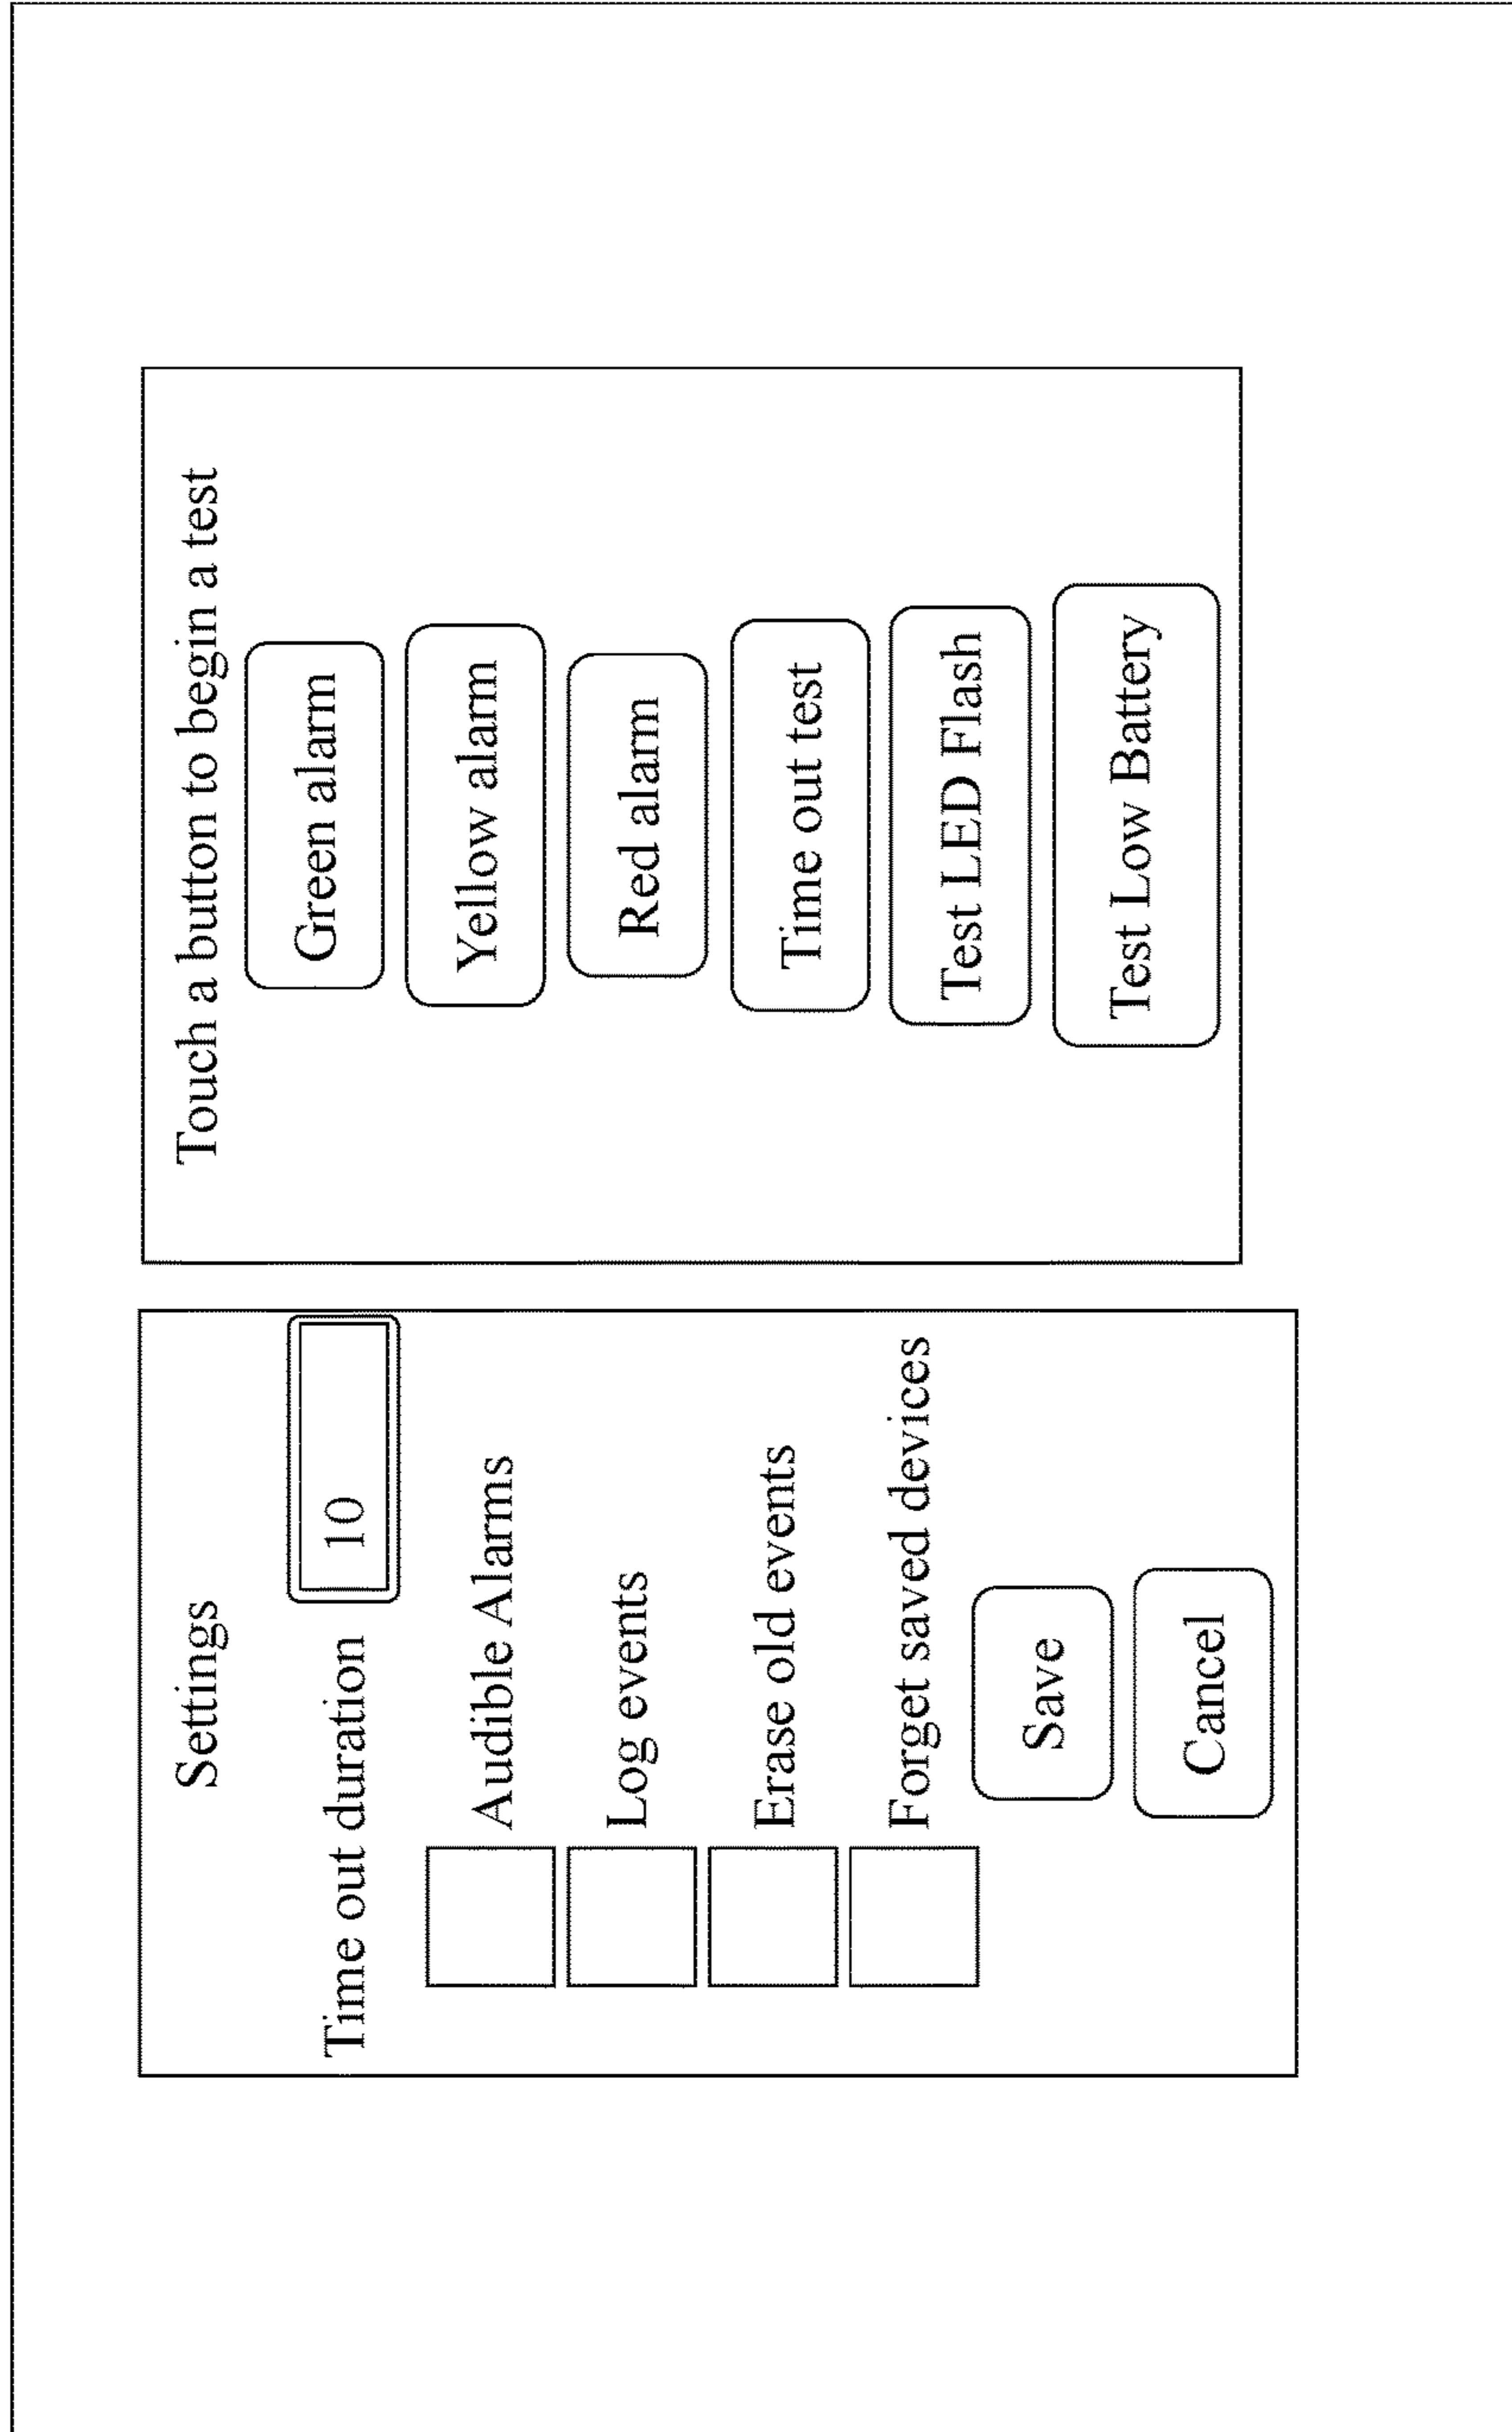 Settings
Time out duration 10
Audible Alarms
Log events
Erase old events
Forget saved devices
Save
Cancel
Touch a button to begin a test
Green alarm
Yellow alarm
Red alarm
Time out test
Test LED Flash
Test Low Battery